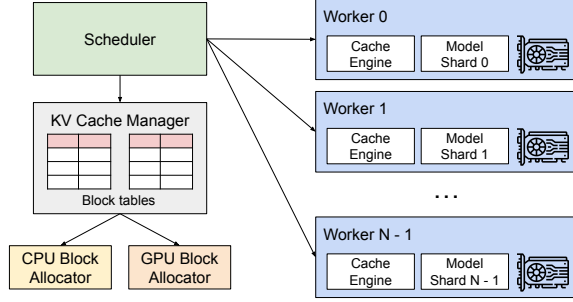 Scheduler
KV Cache Manager
Block tables
CPU Block
Allocator
GPU Block
Allocator
Worker 0
Cache
Engine
Model
Shard 0
Worker 1
Cache
Engine
Model
Shard 1
...
Worker N - 1
Cache
Engine
Model
Shard N - 1